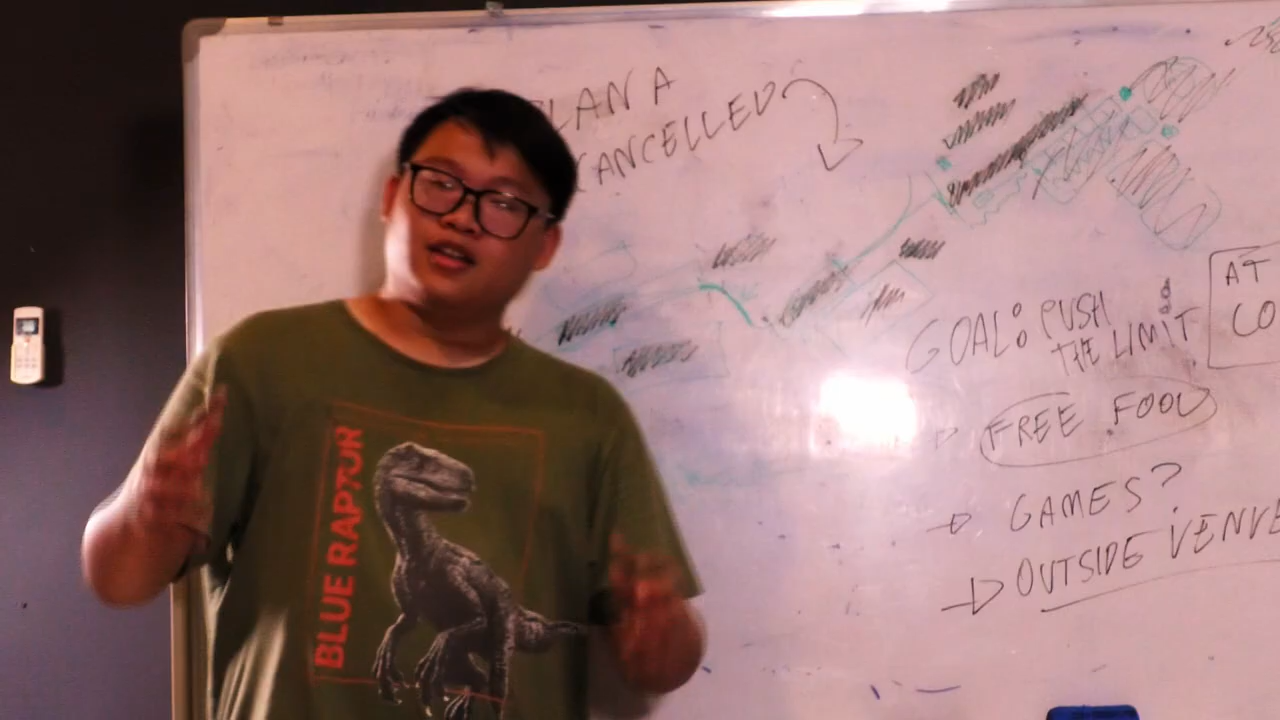 PLAN A
CANCELLED
GOAL: PUSH
THE LIMIT
AT
CO
FREE FOOD
GAMES?
OUTSIDE VENUE
BLUE RAPTOR